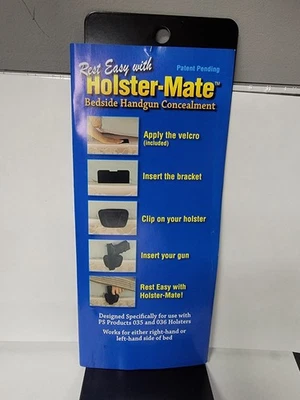 Rest Easy with
Patent Pending
Holster-Mate™
Bedside Handgun Concealment
Apply the velcro
(included)
Insert the bracket
Clip on your holster
Insert your gun
Rest Easy with
Holster-Mate!
Designed Specifically for use with
PS Products 035 and 036 Holsters
Works for either right-hand or
left-hand side of bed